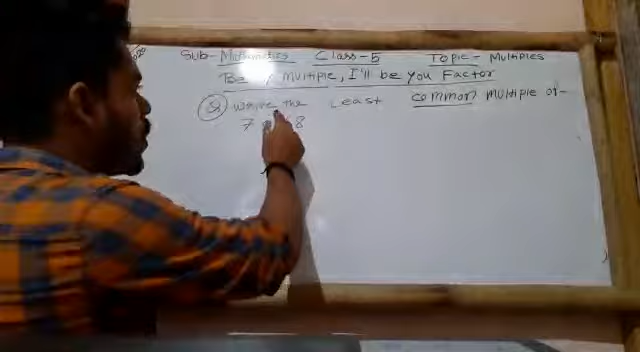 Sub- Mathematics Class-5 Topic- Multiples
Be my Multiple, I'll be you Factor
Q Write the Least common multiple of-
7 8